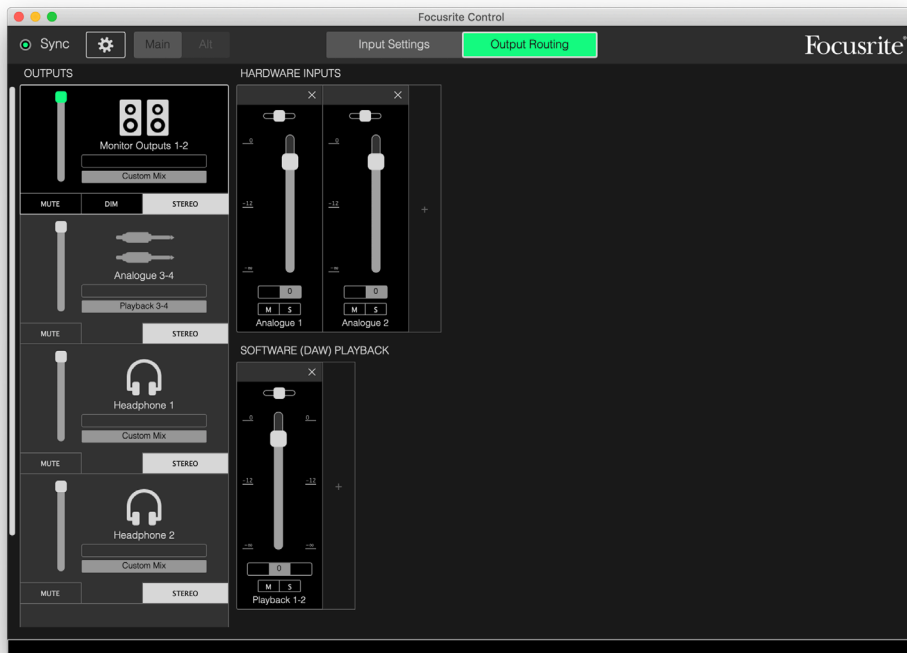 Focusrite Control
Sync
Main
Alt
Input Settings
Output Routing
Focusrite®
OUTPUTS
Monitor Outputs 1-2
Custom Mix
MUTE
DIM
STEREO
Analogue 3-4
Playback 3-4
MUTE
STEREO
Headphone 1
Custom Mix
MUTE
STEREO
Headphone 2
Custom Mix
MUTE
STEREO
HARDWARE INPUTS
0
-12
-∞
0
M S
Analogue 1
0
-12
-∞
0
M S
Analogue 2
+
SOFTWARE (DAW) PLAYBACK
0 0
-12 -12
-∞ -∞
0
M S
Playback 1-2
+